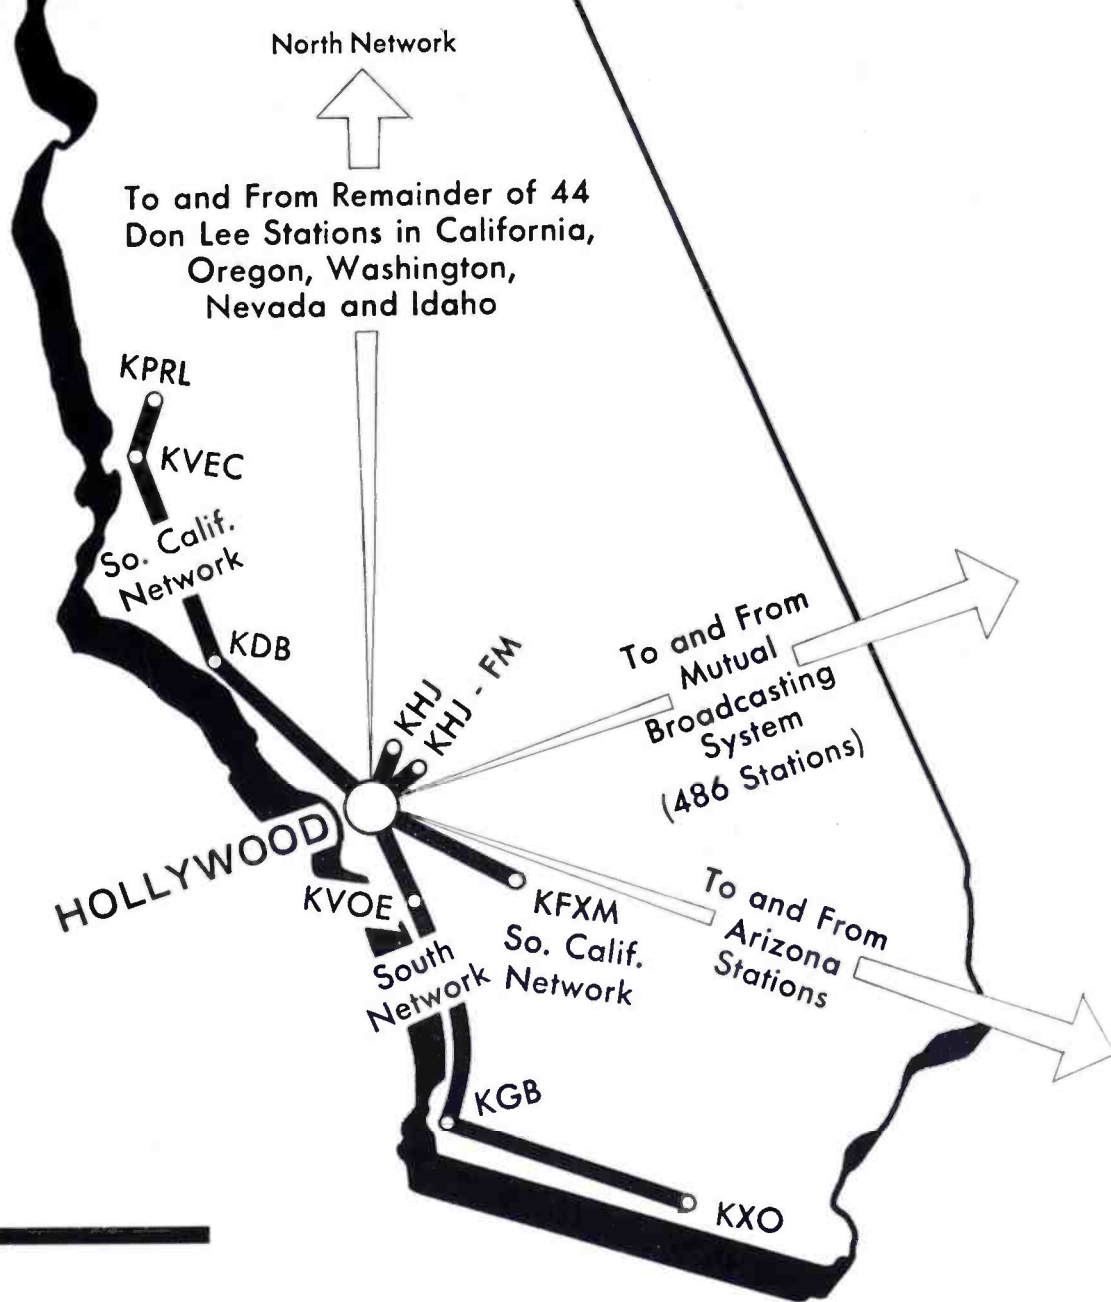 North Network
To and From Remainder of 44
Don Lee Stations in California,
Oregon, Washington,
Nevada and Idaho
KPRL
KVEC
So. Calif.
Network
KDB
KHJ
KHJ - FM
To and From
Mutual
Broadcasting
System
(486 Stations)
HOLLYWOOD
KVOE
KFXM
So. Calif.
Network
To and From
Arizona
Stations
South
Network
KGB
KXO